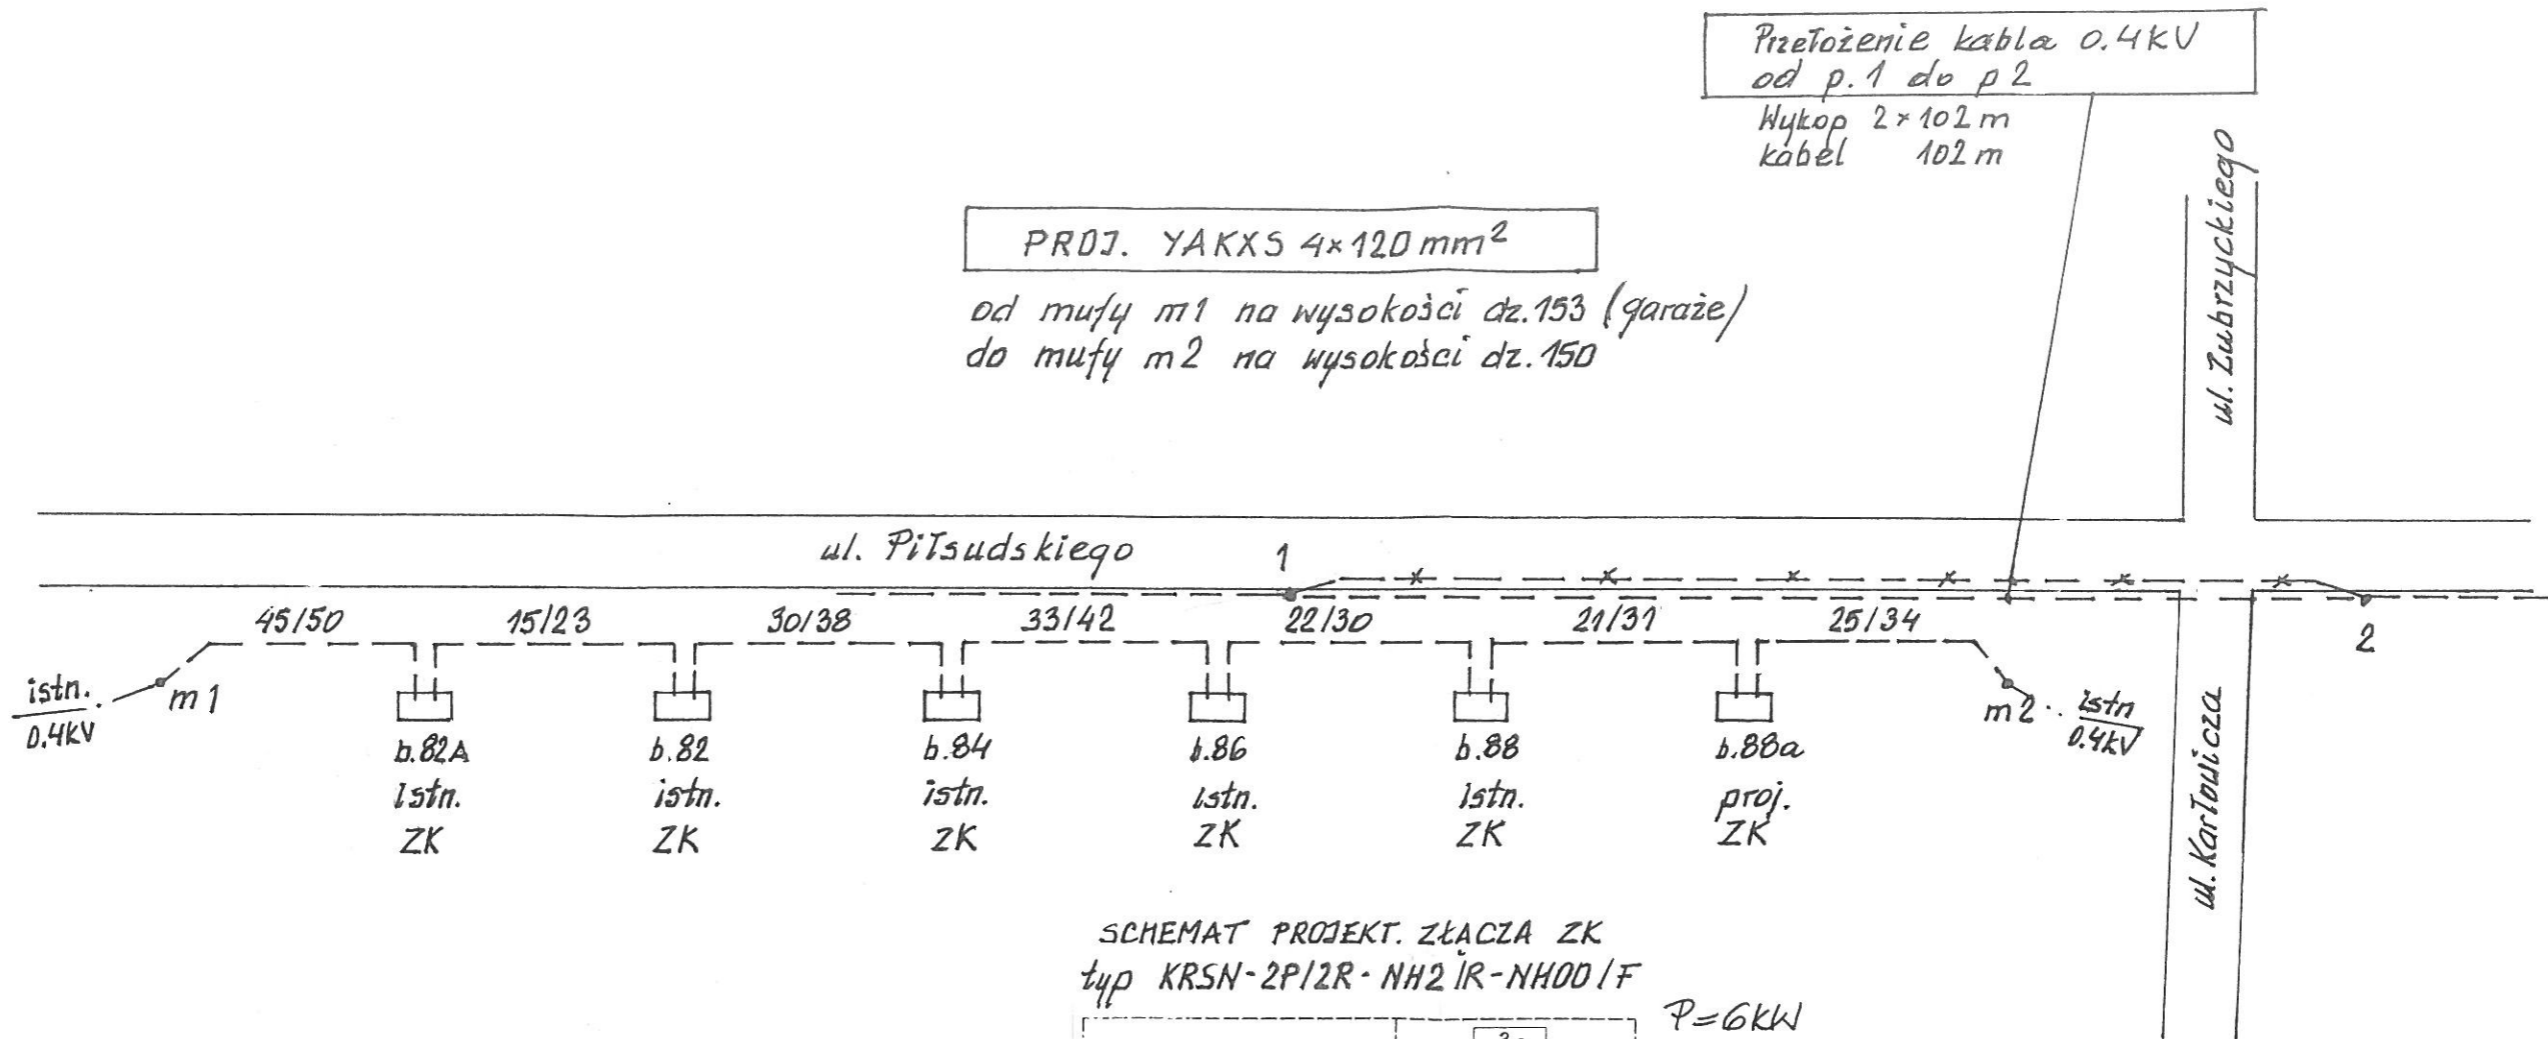 Przełożenie kabla 0.4kV
od p.1 do p2
Wykop 2×102m
kabel 102m
ul. Zubrzyckiego
PROJ. YAKXS 4×120mm²
od mufy m1 na wysokości dz.153 (garaże)
do mufy m2 na wysokości dz.150
ul. Piłsudskiego
1
45/50 15/23 30/38 33/42 22/30 21/31 25/34
2
istn.
0.4kV
m1
m2
istn
0.4kV
b.82A b.82 b.84 b.86 b.88 b.88a
istn. istn. istn. istn. istn. proj.
ZK ZK ZK ZK ZK ZK
ul. Karłowicza
SCHEMAT PROJEKT. ZŁĄCZA ZK
typ KRSN-2P/2R-NH2/R-NH00/F
P=6kW